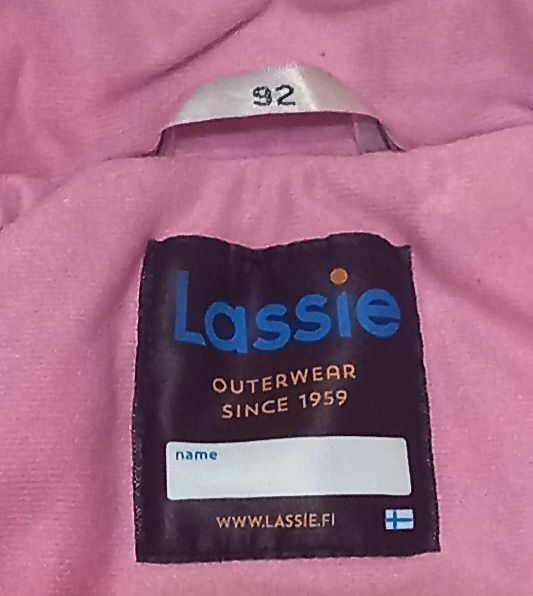 92
Lassie
OUTERWEAR
SINCE 1959
name
WWW.LASSIE.FI